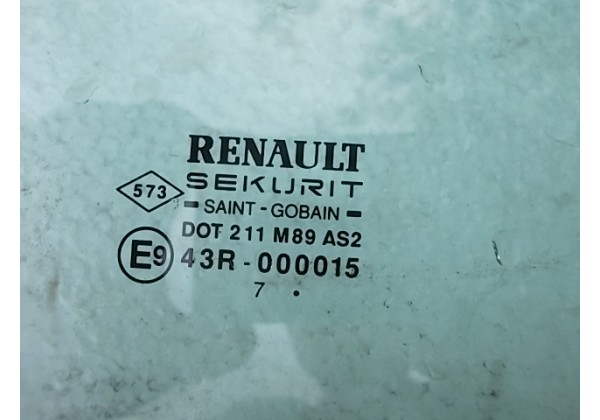 RENAULT
573 SEKURIT
– SAINT - GOBAIN –
DOT 211 M89 AS2
E9 43R - 000015
7 .